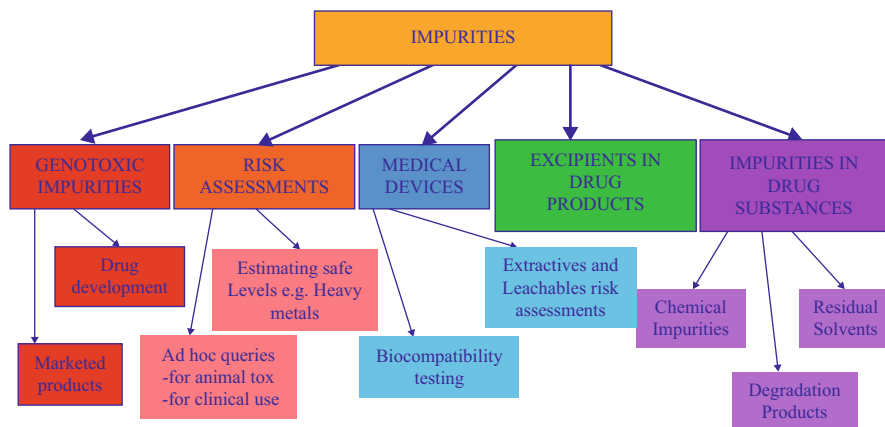 IMPURITIES
GENOTOXIC
IMPURITIES
RISK
ASSESSMENTS
MEDICAL
DEVICES
EXCIPIENTS IN
DRUG
PRODUCTS
IMPURITIES IN
DRUG
SUBSTANCES
Drug
development
Estimating safe
Levels e.g. Heavy
metals
Extractives and
Leachables risk
assessments
Chemical
Impurities
Residual
Solvents
Marketed
products
Ad hoc queries
-for animal tox
-for clinical use
Biocompatibility
testing
Degradation
Products